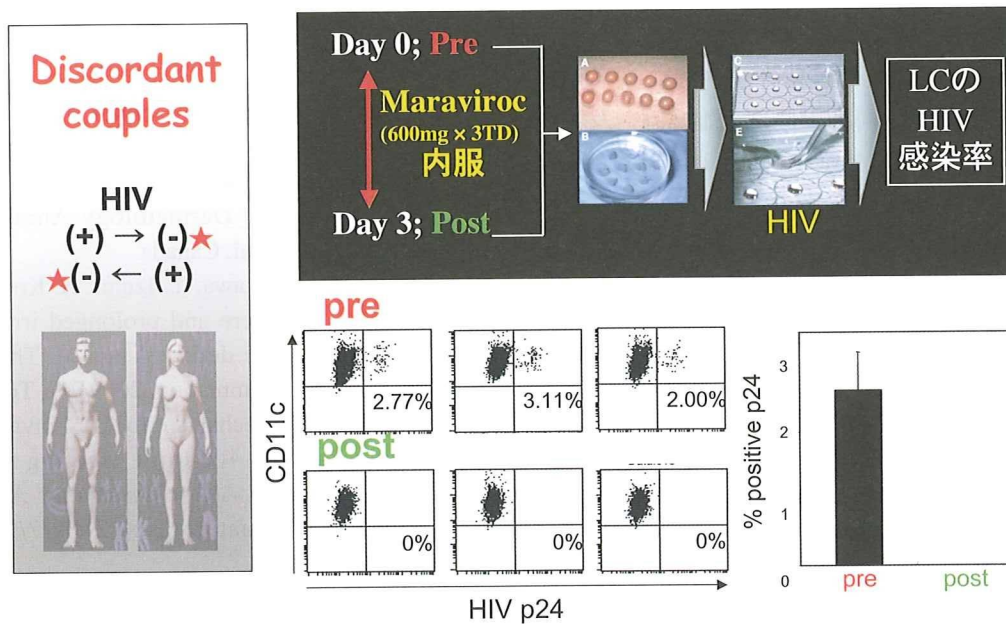 Discordant
couples
HIV
(+) → (-)★
★(-) ← (+)
Day 0; Pre
Maraviroc
(600mg × 3TD)
内服
Day 3; Post
A
B
C
E
HIV
LCの
HIV
感染率
pre
2.77%
3.11%
2.00%
post
0%
0%
0%
CD11c
HIV p24
% positive p24
3
2
1
0
pre
post